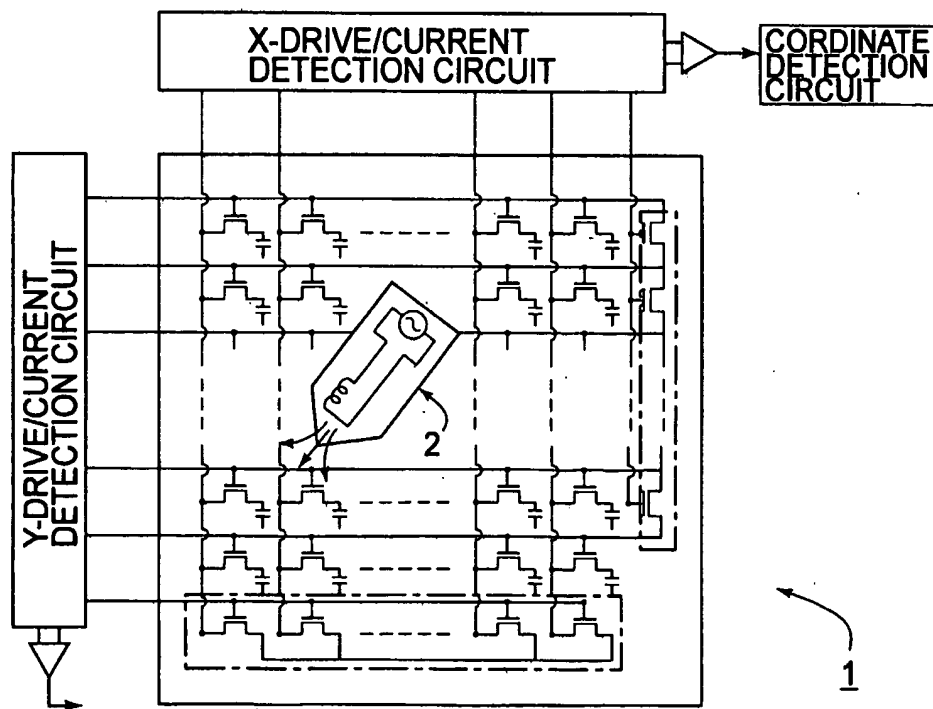 X-DRIVE/CURRENT
DETECTION CIRCUIT
CORDINATE
DETECTION
CIRCUIT
Y-DRIVE/CURRENT
DETECTION CIRCUIT
2
1